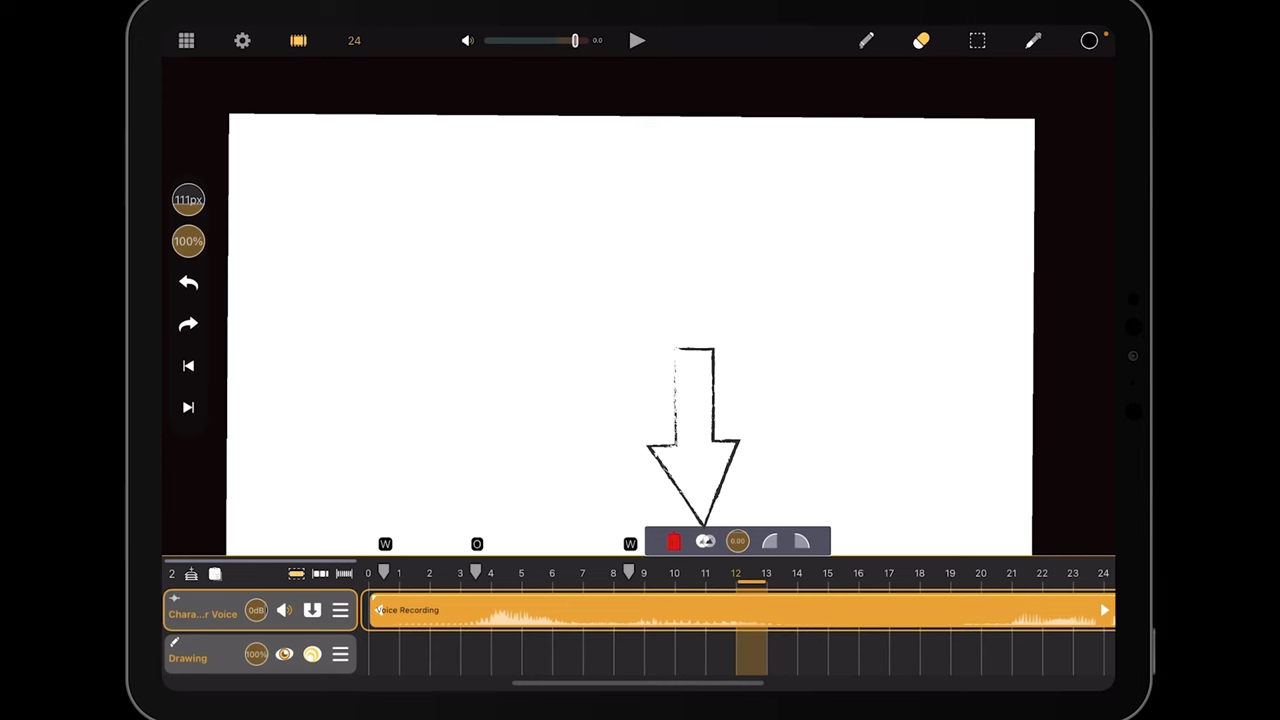 24
0.0
111px
100%
W O W 0.00
2 0 1 2 3 4 5 6 7 8 9 10 11 12 13 14 15 16 17 18 19 20 21 22 23 24
Chara...r Voice 0dB Voice Recording
Drawing 100%